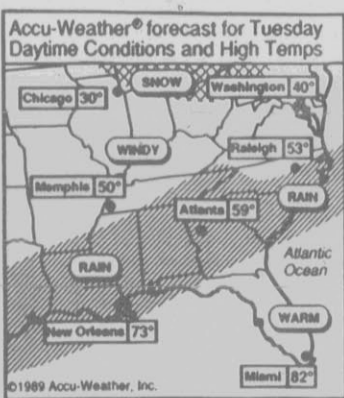 Accu-Weather® forecast for Tuesday
Daytime Conditions and High Temps
SNOW
Washington 40°
Chicago 30°
WINDY
Raleigh 53°
Memphis 50°
RAIN
Atlanta 59°
RAIN
Atlantic
Ocean
WARM
New Orleans 73°
Miami 82°
©1989 Accu-Weather, Inc.